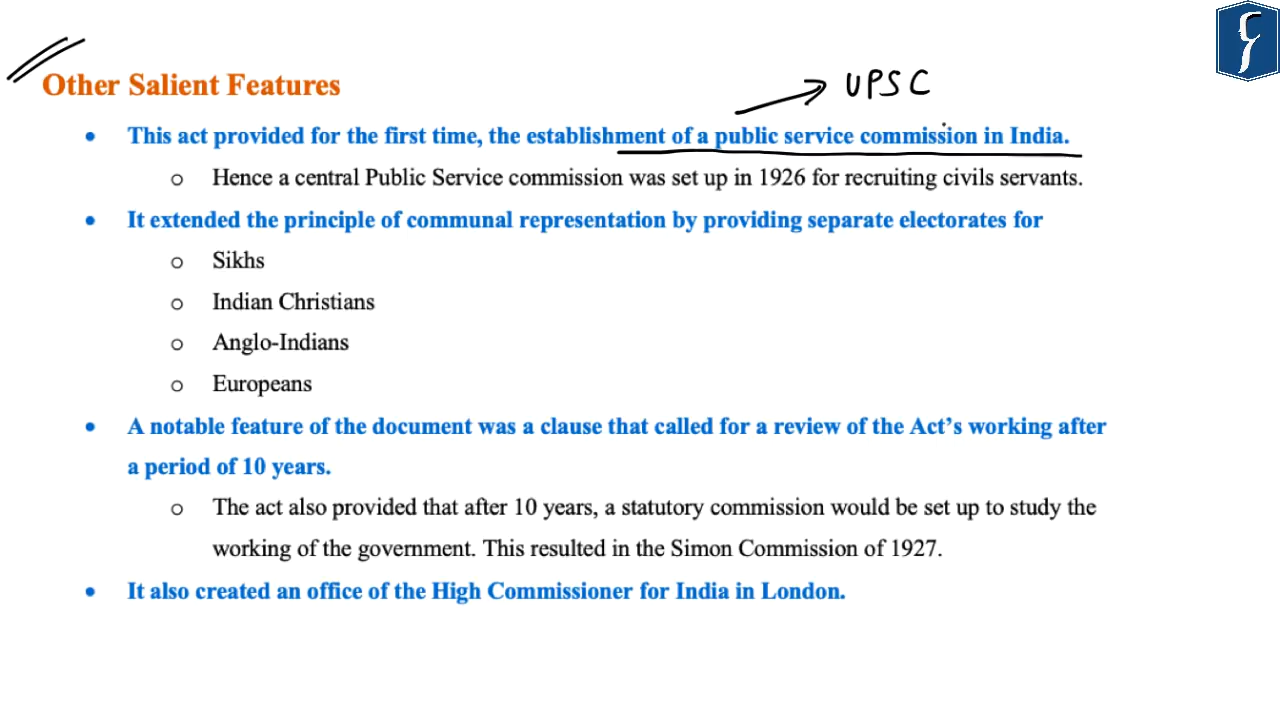 UPSC
Other Salient Features
• This act provided for the first time, the establishment of a public service commission in India.
o Hence a central Public Service commission was set up in 1926 for recruiting civils servants.
• It extended the principle of communal representation by providing separate electorates for
o Sikhs
o Indian Christians
o Anglo-Indians
o Europeans
• A notable feature of the document was a clause that called for a review of the Act’s working after
a period of 10 years.
o The act also provided that after 10 years, a statutory commission would be set up to study the
working of the government. This resulted in the Simon Commission of 1927.
• It also created an office of the High Commissioner for India in London.